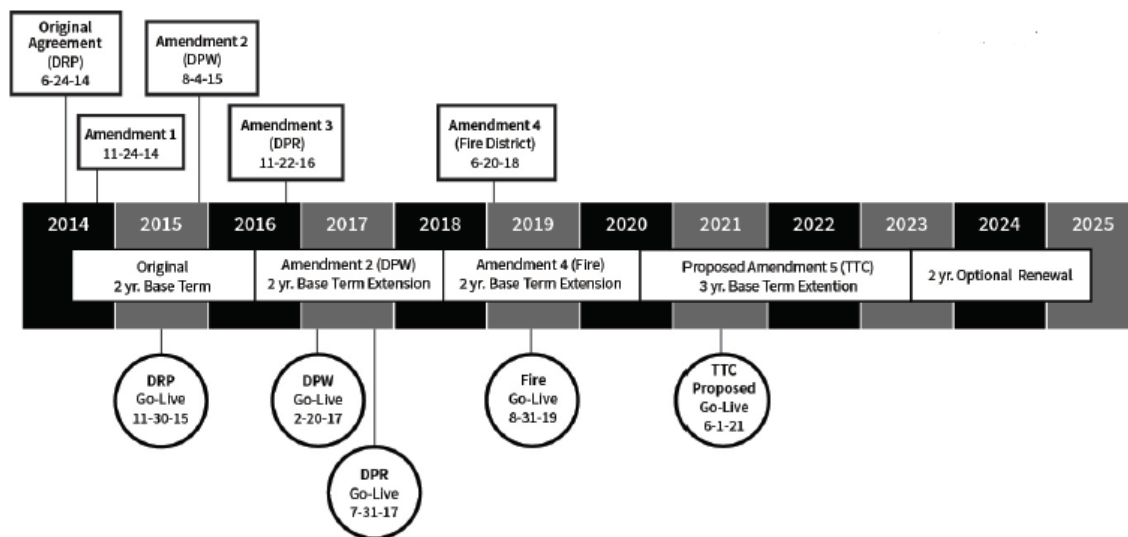 Original
Agreement
(DRP)
6-24-14
Amendment 2
(DPW)
8-4-15
Amendment 1
11-24-14
Amendment 3
(DPR)
11-22-16
Amendment 4
(Fire District)
6-20-18
2014 2015 2016 2017 2018 2019 2020 2021 2022 2023 2024 2025
Original
2 yr. Base Term
Amendment 2 (DPW)
2 yr. Base Term Extension
Amendment 4 (Fire)
2 yr. Base Term Extension
Proposed Amendment 5 (TTC)
3 yr. Base Term Extention
2 yr. Optional Renewal
DRP
Go-Live
11-30-15
DPW
Go-Live
2-20-17
DPR
Go-Live
7-31-17
Fire
Go-Live
8-31-19
TTC
Proposed
Go-Live
6-1-21